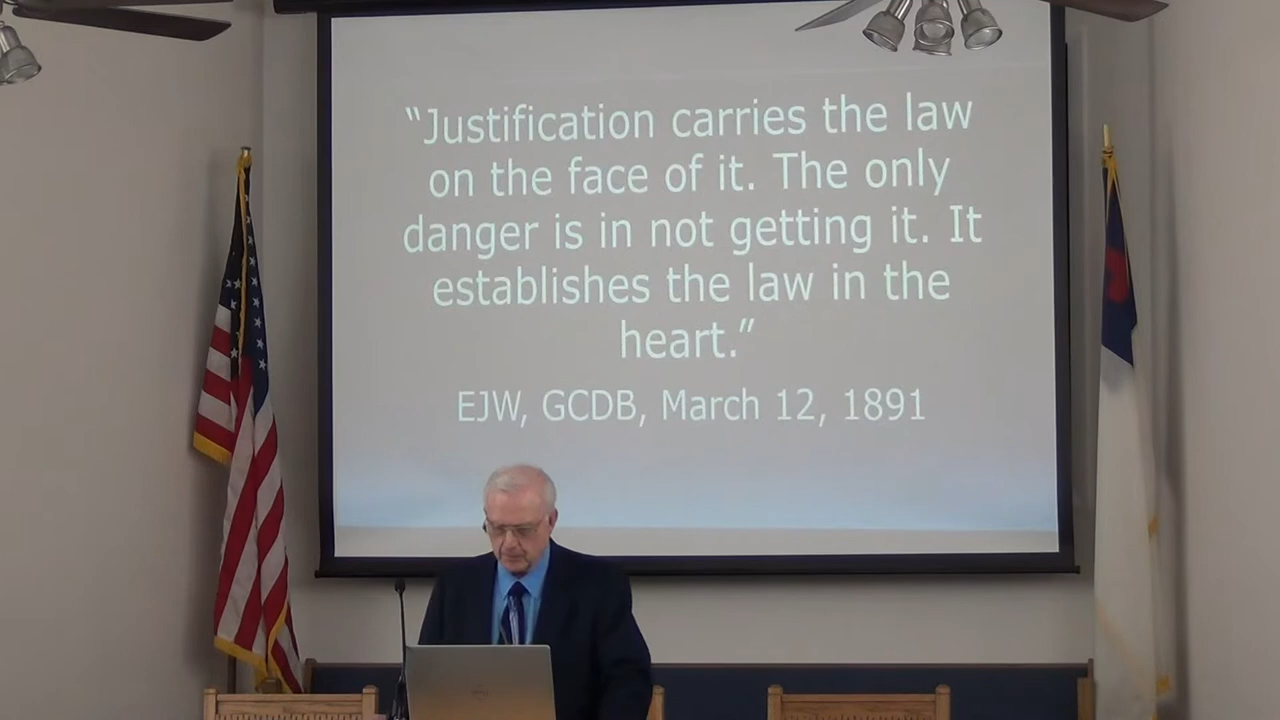 “Justification carries the law
on the face of it. The only
danger is in not getting it. It
establishes the law in the
heart.”
EJW, GCDB, March 12, 1891